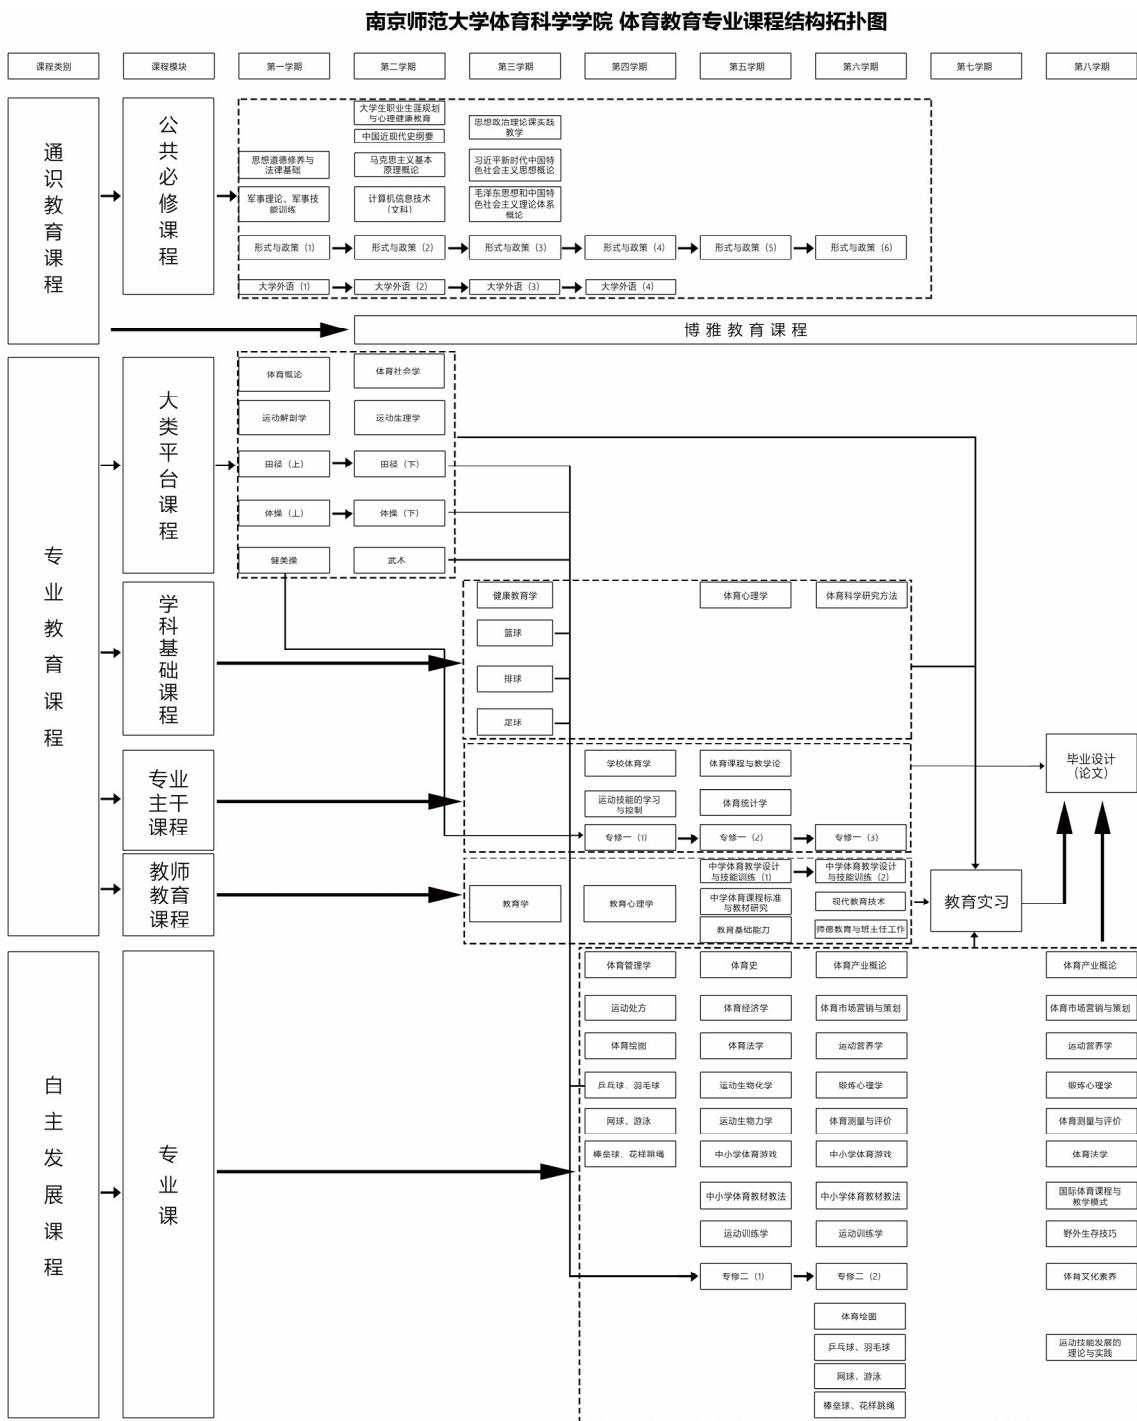 南京师范大学体育科学学院 体育教育专业课程结构拓扑图
课程类别
课程模块
第一学期
第二学期
第三学期
第四学期
第五学期
第六学期
第七学期
第八学期
通识教育课程
公共必修课程
大学生职业生涯规划
与心理健康教育
中国近现代史纲要
思想政治理论课实践
教学
思想道德修养与
法律基础
马克思主义基本
原理概论
习近平新时代中国特
色社会主义思想概论
军事理论、军事技
能训练
计算机信息技术
（文科）
毛泽东思想和中国特
色社会主义理论体系
概论
形式与政策（1）
形式与政策（2）
形式与政策（3）
形式与政策（4）
形式与政策（5）
形式与政策（6）
大学外语（1）
大学外语（2）
大学外语（3）
大学外语（4）
博雅教育课程
专业教育课程
大类平台课程
体育概论
体育社会学
运动解剖学
运动生理学
田径（上）
田径（下）
体操（上）
体操（下）
健美操
武术
学科基础课程
健康教育学
体育心理学
体育科学研究方法
篮球
排球
足球
专业
主干
课程
学校体育学
体育课程与教学论
运动技能的学习
与控制
体育统计学
专修一（1）
专修一（2）
专修一（3）
毕业设计
（论文）
教师
教育
课程
教育学
教育心理学
中学体育教学设计
与技能训练（1）
中学体育教学设计
与技能训练（2）
中学体育课程标准
与教材研究
现代教育技术
教育基础能力
师德教育与班主任工作
教育实习
自主发展课程
专业课
体育管理学
体育史
体育产业概论
体育产业概论
运动处方
体育经济学
体育市场营销与策划
体育市场营销与策划
体育绘图
体育法学
运动营养学
运动营养学
乒乓球、羽毛球
运动生物化学
锻炼心理学
锻炼心理学
网球、游泳
运动生物力学
体育测量与评价
体育测量与评价
棒垒球、花样跳绳
中小学体育游戏
中小学体育游戏
体育法学
中小学体育教材教法
中小学体育教材教法
国际体育课程与
教学模式
运动训练学
运动训练学
野外生存技巧
专修二（1）
专修二（2）
体育文化素养
体育绘图
乒乓球、羽毛球
运动技能发展的
理论与实践
网球、游泳
棒垒球、花样跳绳